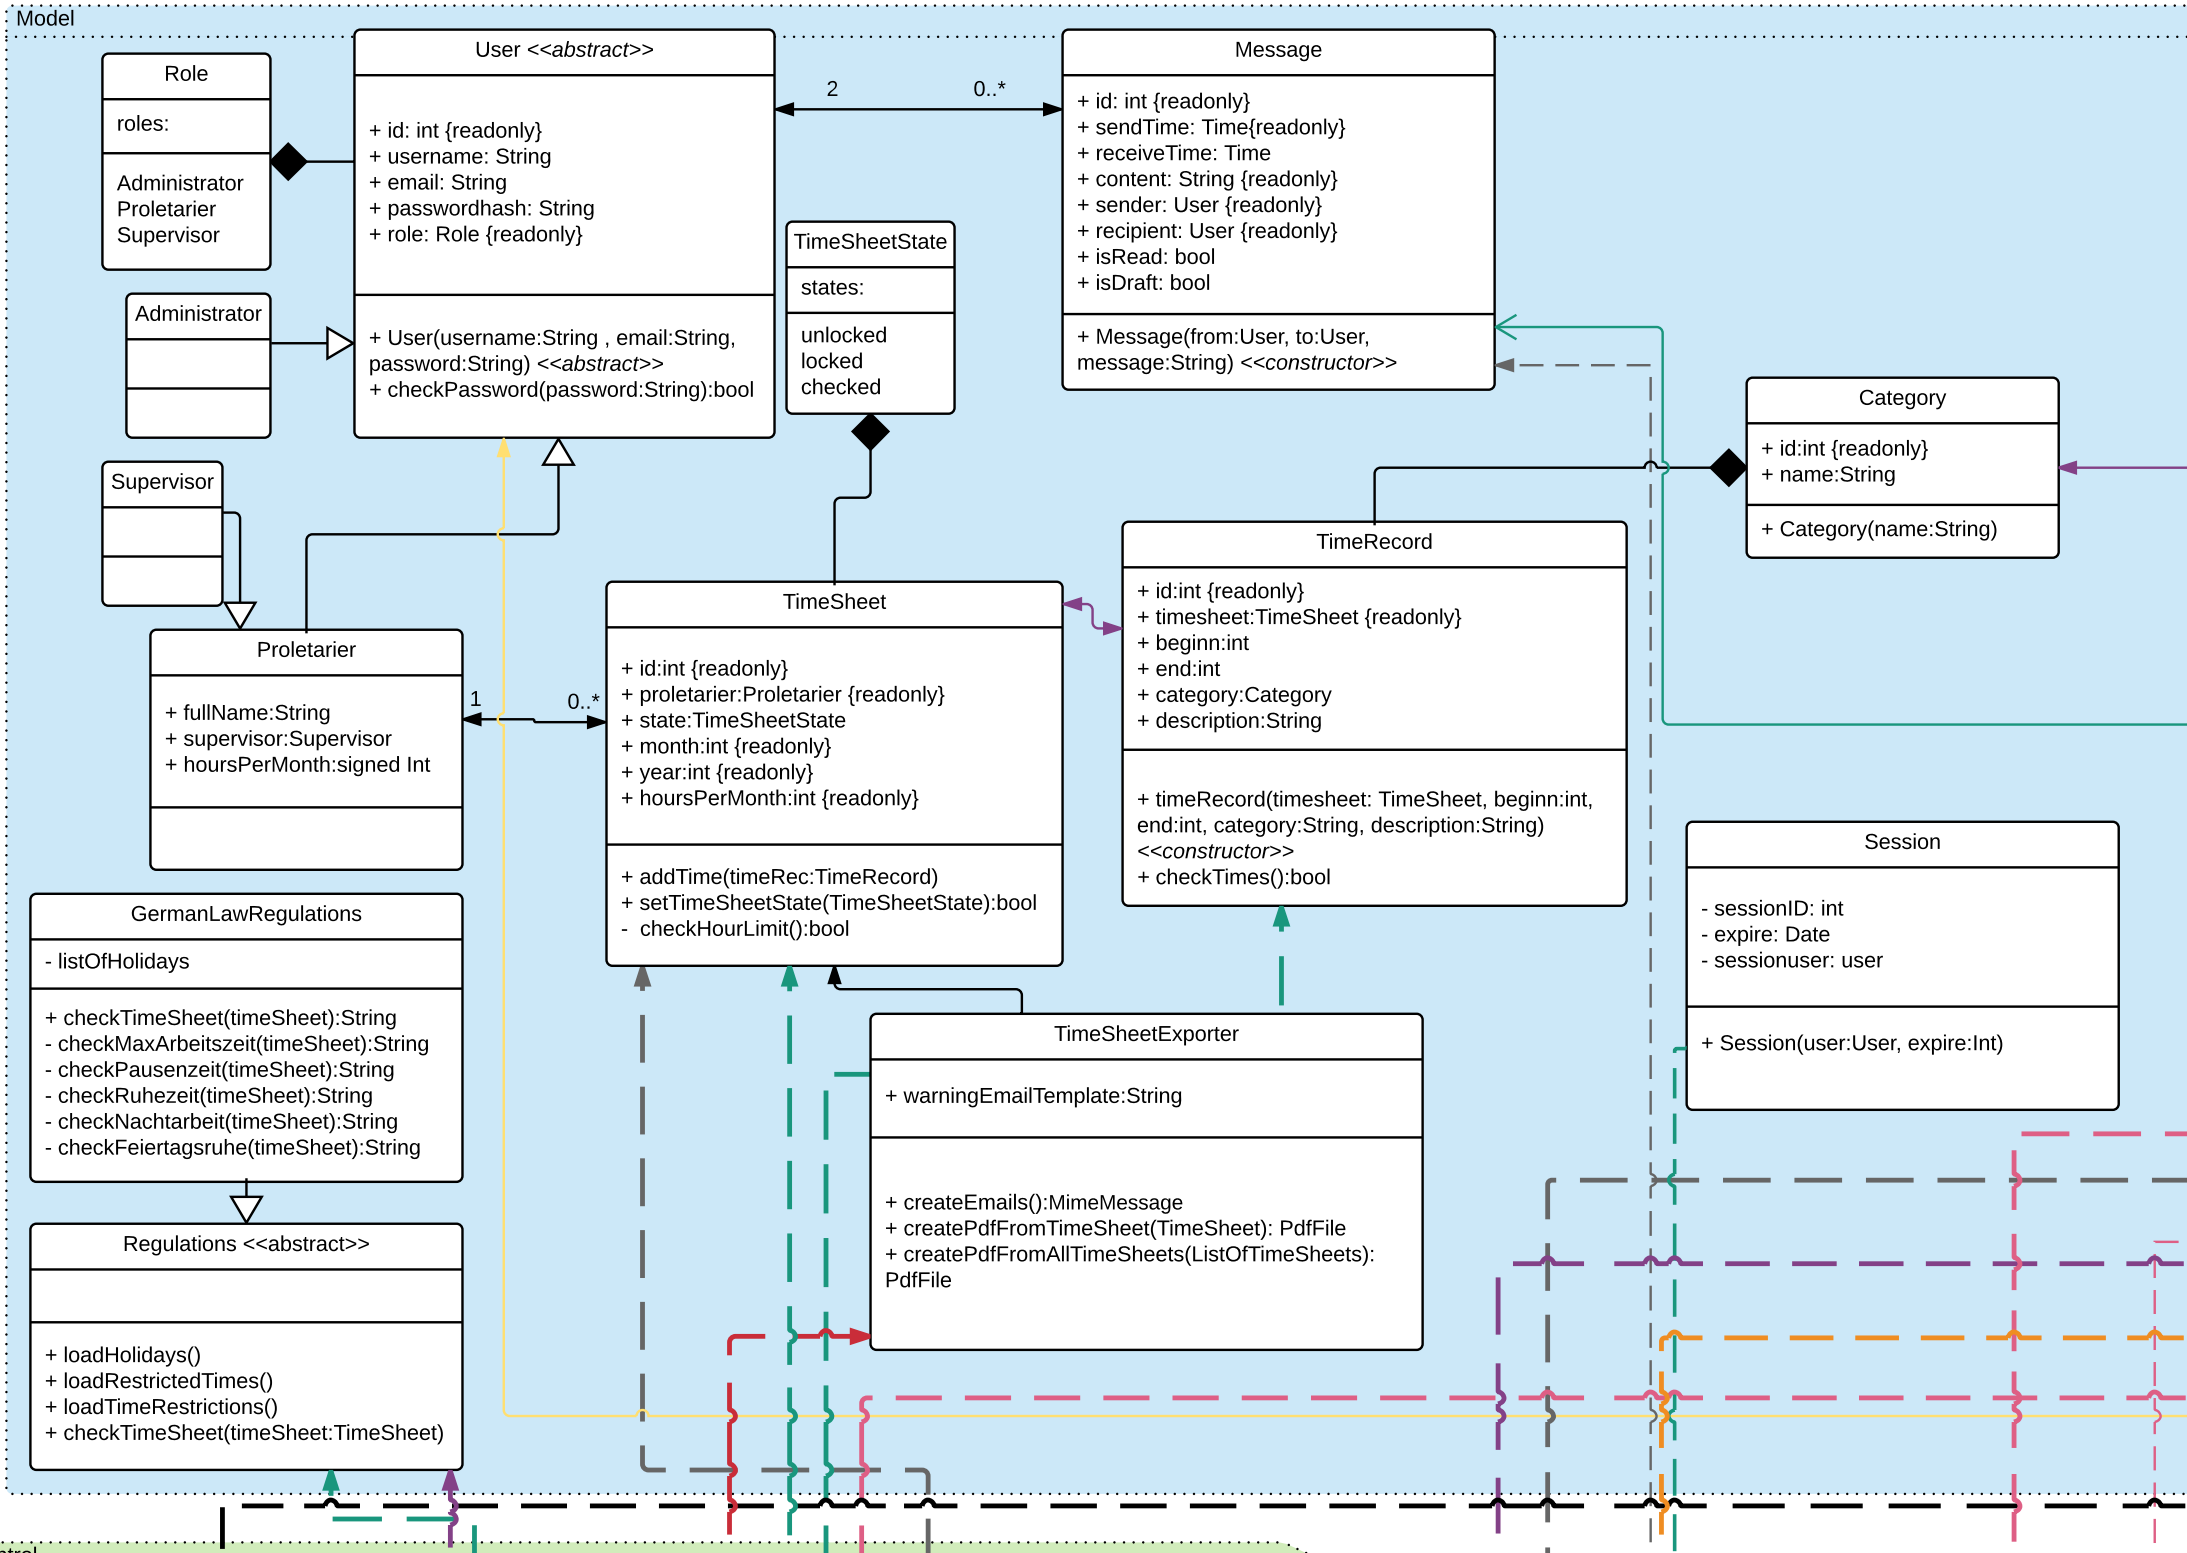 Model
Role
roles:
Administrator
Proletarier
Supervisor
User <<abstract>>
+ id: int {readonly}
+ username: String
+ email: String
+ passwordhash: String
+ role: Role {readonly}
+ User(username:String , email:String,
password:String) <<abstract>>
+ checkPassword(password:String):bool
2
0..*
Message
+ id: int {readonly}
+ sendTime: Time{readonly}
+ receiveTime: Time
+ content: String {readonly}
+ sender: User {readonly}
+ recipient: User {readonly}
+ isRead: bool
+ isDraft: bool
+ Message(from:User, to:User,
message:String) <<constructor>>
TimeSheetState
states:
unlocked
locked
checked
Administrator
Supervisor
Category
+ id:int {readonly}
+ name:String
+ Category(name:String)
Proletarier
+ fullName:String
+ supervisor:Supervisor
+ hoursPerMonth:signed Int
1
0..*
TimeSheet
+ id:int {readonly}
+ proletarier:Proletarier {readonly}
+ state:TimeSheetState
+ month:int {readonly}
+ year:int {readonly}
+ hoursPerMonth:int {readonly}
+ addTime(timeRec:TimeRecord)
+ setTimeSheetState(TimeSheetState):bool
- checkHourLimit():bool
TimeRecord
+ id:int {readonly}
+ timesheet:TimeSheet {readonly}
+ beginn:int
+ end:int
+ category:Category
+ description:String
+ timeRecord(timesheet: TimeSheet, beginn:int,
end:int, category:String, description:String)
<<constructor>>
+ checkTimes():bool
Session
- sessionID: int
- expire: Date
- sessionuser: user
+ Session(user:User, expire:Int)
GermanLawRegulations
- listOfHolidays
+ checkTimeSheet(timeSheet):String
- checkMaxArbeitszeit(timeSheet):String
- checkPausenzeit(timeSheet):String
- checkRuhezeit(timeSheet):String
- checkNachtarbeit(timeSheet):String
- checkFeiertagsruhe(timeSheet):String
TimeSheetExporter
+ warningEmailTemplate:String
+ createEmails():MimeMessage
+ createPdfFromTimeSheet(TimeSheet): PdfFile
+ createPdfFromAllTimeSheets(ListOfTimeSheets):
PdfFile
Regulations <<abstract>>
+ loadHolidays()
+ loadRestrictedTimes()
+ loadTimeRestrictions()
+ checkTimeSheet(timeSheet:TimeSheet)